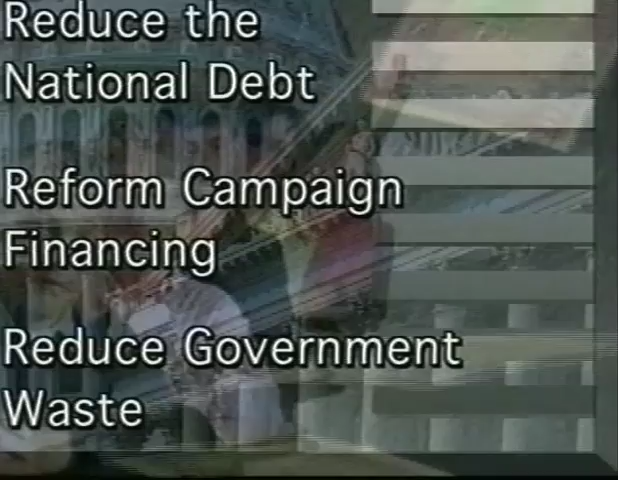 Reduce the
National Debt
Reform Campaign
Financing
Reduce Government
Waste